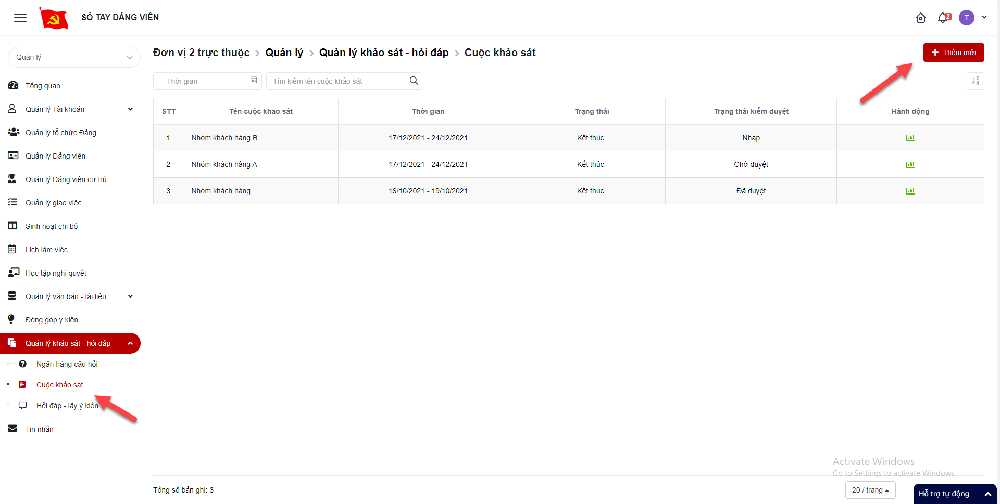 SỔ TAY ĐẢNG VIÊN
2
T
Quản lý
Tổng quan
Quản lý Tài khoản
Quản lý tổ chức Đảng
Quản lý Đảng viên
Quản lý Đảng viên cư trú
Quản lý giao việc
Sinh hoạt chi bộ
Lịch làm việc
Học tập nghị quyết
Quản lý văn bản - tài liệu
Đóng góp ý kiến
Quản lý khảo sát - hỏi đáp
Ngân hàng câu hỏi
Cuộc khảo sát
Hỏi đáp - lấy ý kiến
Tin nhắn
Đơn vị 2 trực thuộc > Quản lý > Quản lý khảo sát - hỏi đáp > Cuộc khảo sát
+ Thêm mới
Thời gian
Tìm kiếm tên cuộc khảo sát
Z
A
STT Tên cuộc khảo sát Thời gian Trạng thái Trạng thái kiểm duyệt Hành động
1 Nhóm khách hàng B 17/12/2021 - 24/12/2021 Kết thúc Nháp
2 Nhóm khách hàng A 17/12/2021 - 24/12/2021 Kết thúc Chờ duyệt
3 Nhóm khách hàng 16/10/2021 - 19/10/2021 Kết thúc Đã duyệt
Activate Windows
Go to Settings to activate Windows.
Tổng số bản ghi: 3
20 / trang
Hỗ trợ tự động